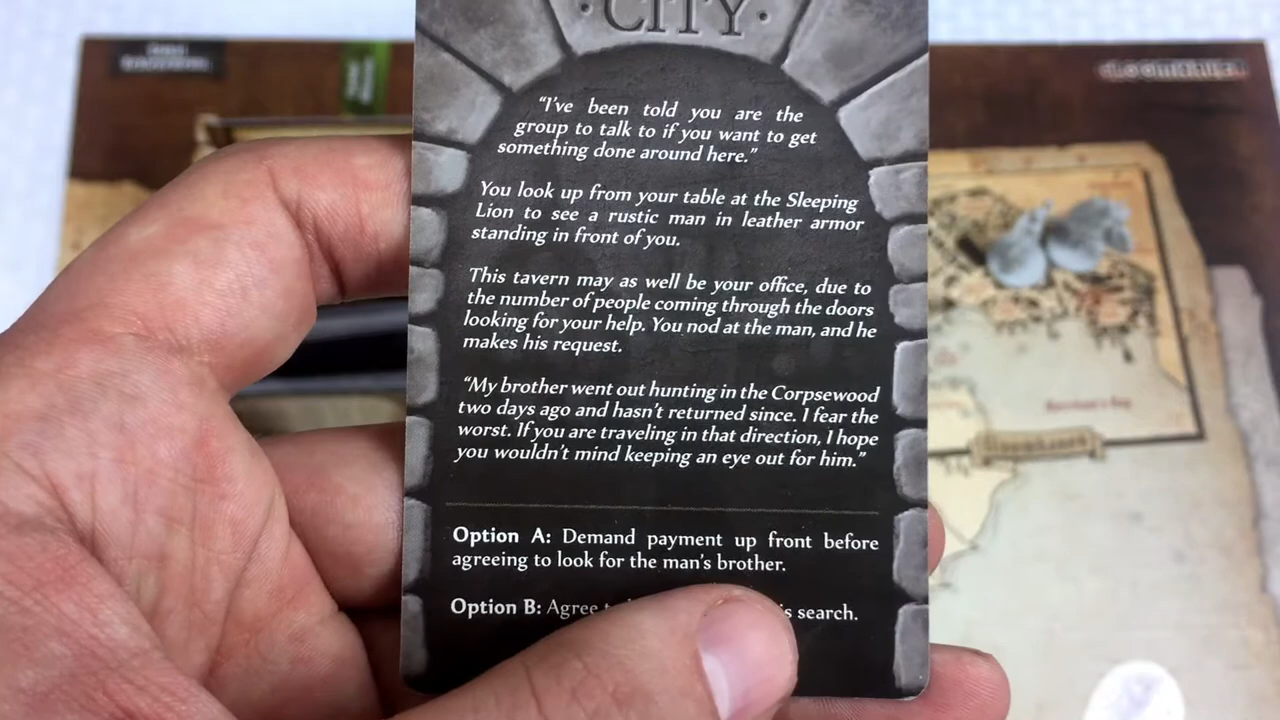 CITY
"I've been told you are the
group to talk to if you want to get
something done around here."
You look up from your table at the Sleeping
Lion to see a rustic man in leather armor
standing in front of you.
This tavern may as well be your office, due to
the number of people coming through the doors
looking for your help. You nod at the man, and he
makes his request.
"My brother went out hunting in the Corpsewood
two days ago and hasn't returned since. I fear the
worst. If you are traveling in that direction, I hope
you wouldn't mind keeping an eye out for him."
Option A: Demand payment up front before
agreeing to look for the man's brother.
Option B: Agree search.
GLOOMHAVEN